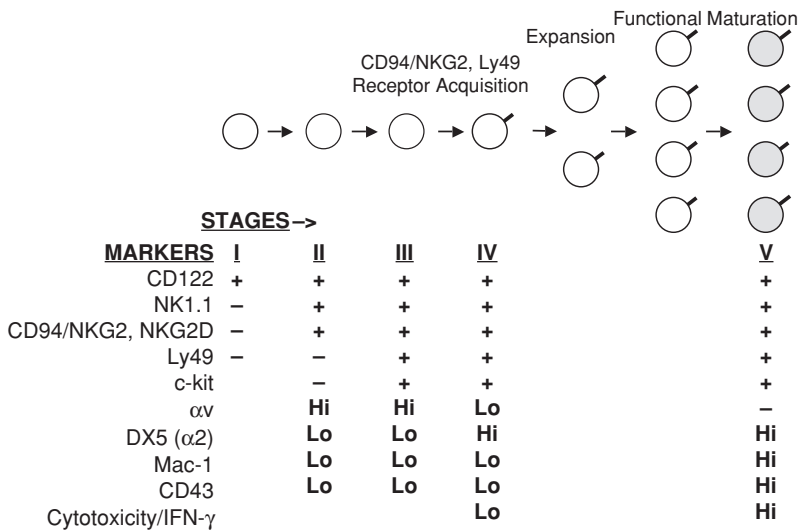 Functional Maturation
Expansion
CD94/NKG2, Ly49
Receptor Acquisition
STAGES–>
MARKERS I II III IV V
CD122 + + + + +
NK1.1 – + + + +
CD94/NKG2, NKG2D – + + + +
Ly49 – – + + +
c-kit – + + +
αv Hi Hi Lo –
DX5 (α2) Lo Lo Hi Hi
Mac-1 Lo Lo Lo Hi
CD43 Lo Lo Lo Hi
Cytotoxicity/IFN-γ Lo Hi